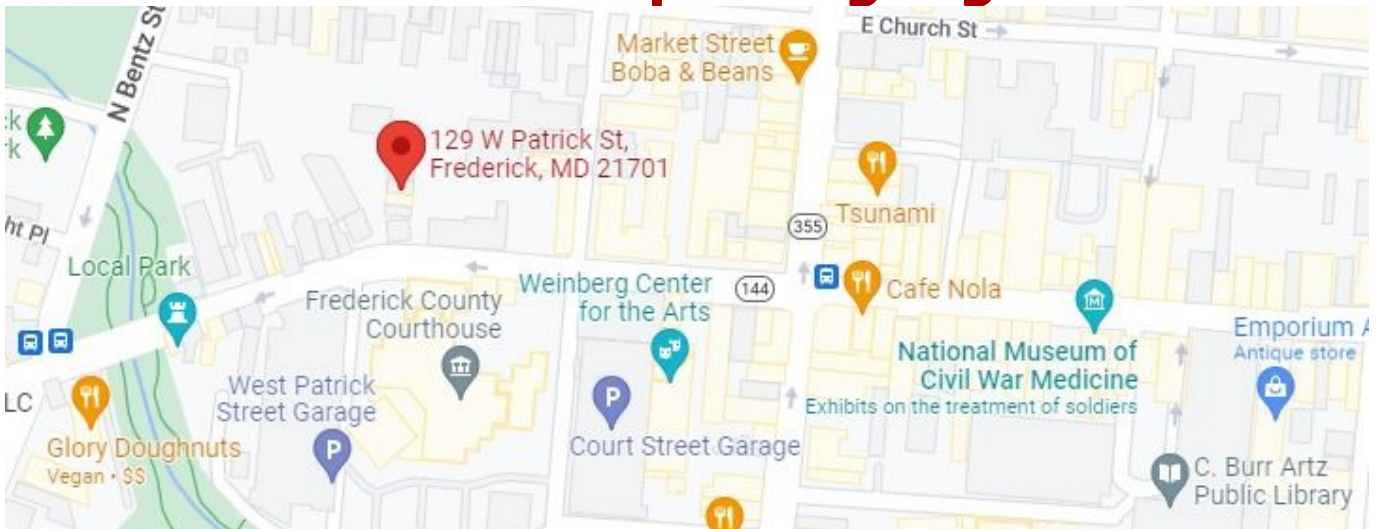 E Church St
Market Street
Boba & Beans
N Bentz St
129 W Patrick St,
Frederick, MD 21701
Tsunami
355
ht Pl
Local Park
Weinberg Center
for the Arts
144
Cafe Nola
Frederick County
Courthouse
Emporium A
Antique store
National Museum of
Civil War Medicine
Exhibits on the treatment of soldiers
West Patrick
Street Garage
P
P
LC
Court Street Garage
Glory Doughnuts
Vegan • $$
C. Burr Artz
Public Library